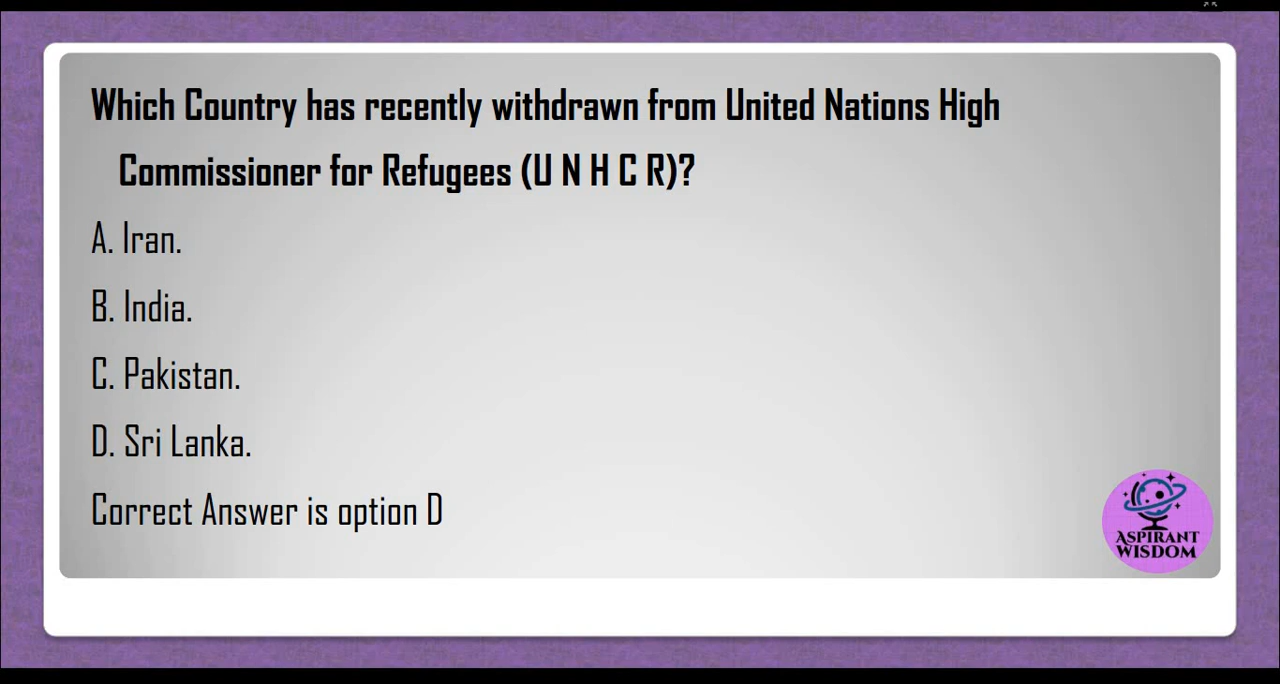 Which Country has recently withdrawn from United Nations High
Commissioner for Refugees (U N H C R)?
A. Iran.
B. India.
C. Pakistan.
D. Sri Lanka.
Correct Answer is option D
ASPIRANT
WISDOM